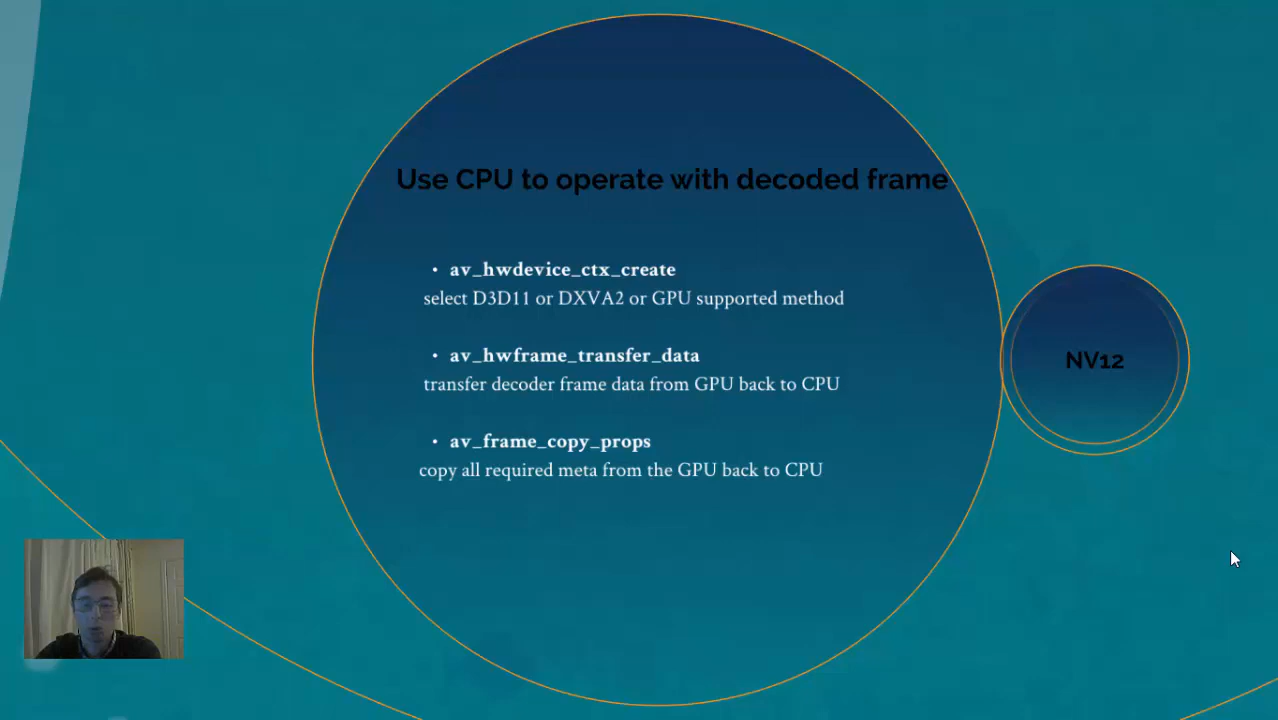 Use CPU to operate with decoded frame
• av_hwdevice_ctx_create
select D3D11 or DXVA2 or GPU supported method
• av_hwframe_transfer_data
transfer decoder frame data from GPU back to CPU
• av_frame_copy_props
copy all required meta from the GPU back to CPU
NV12